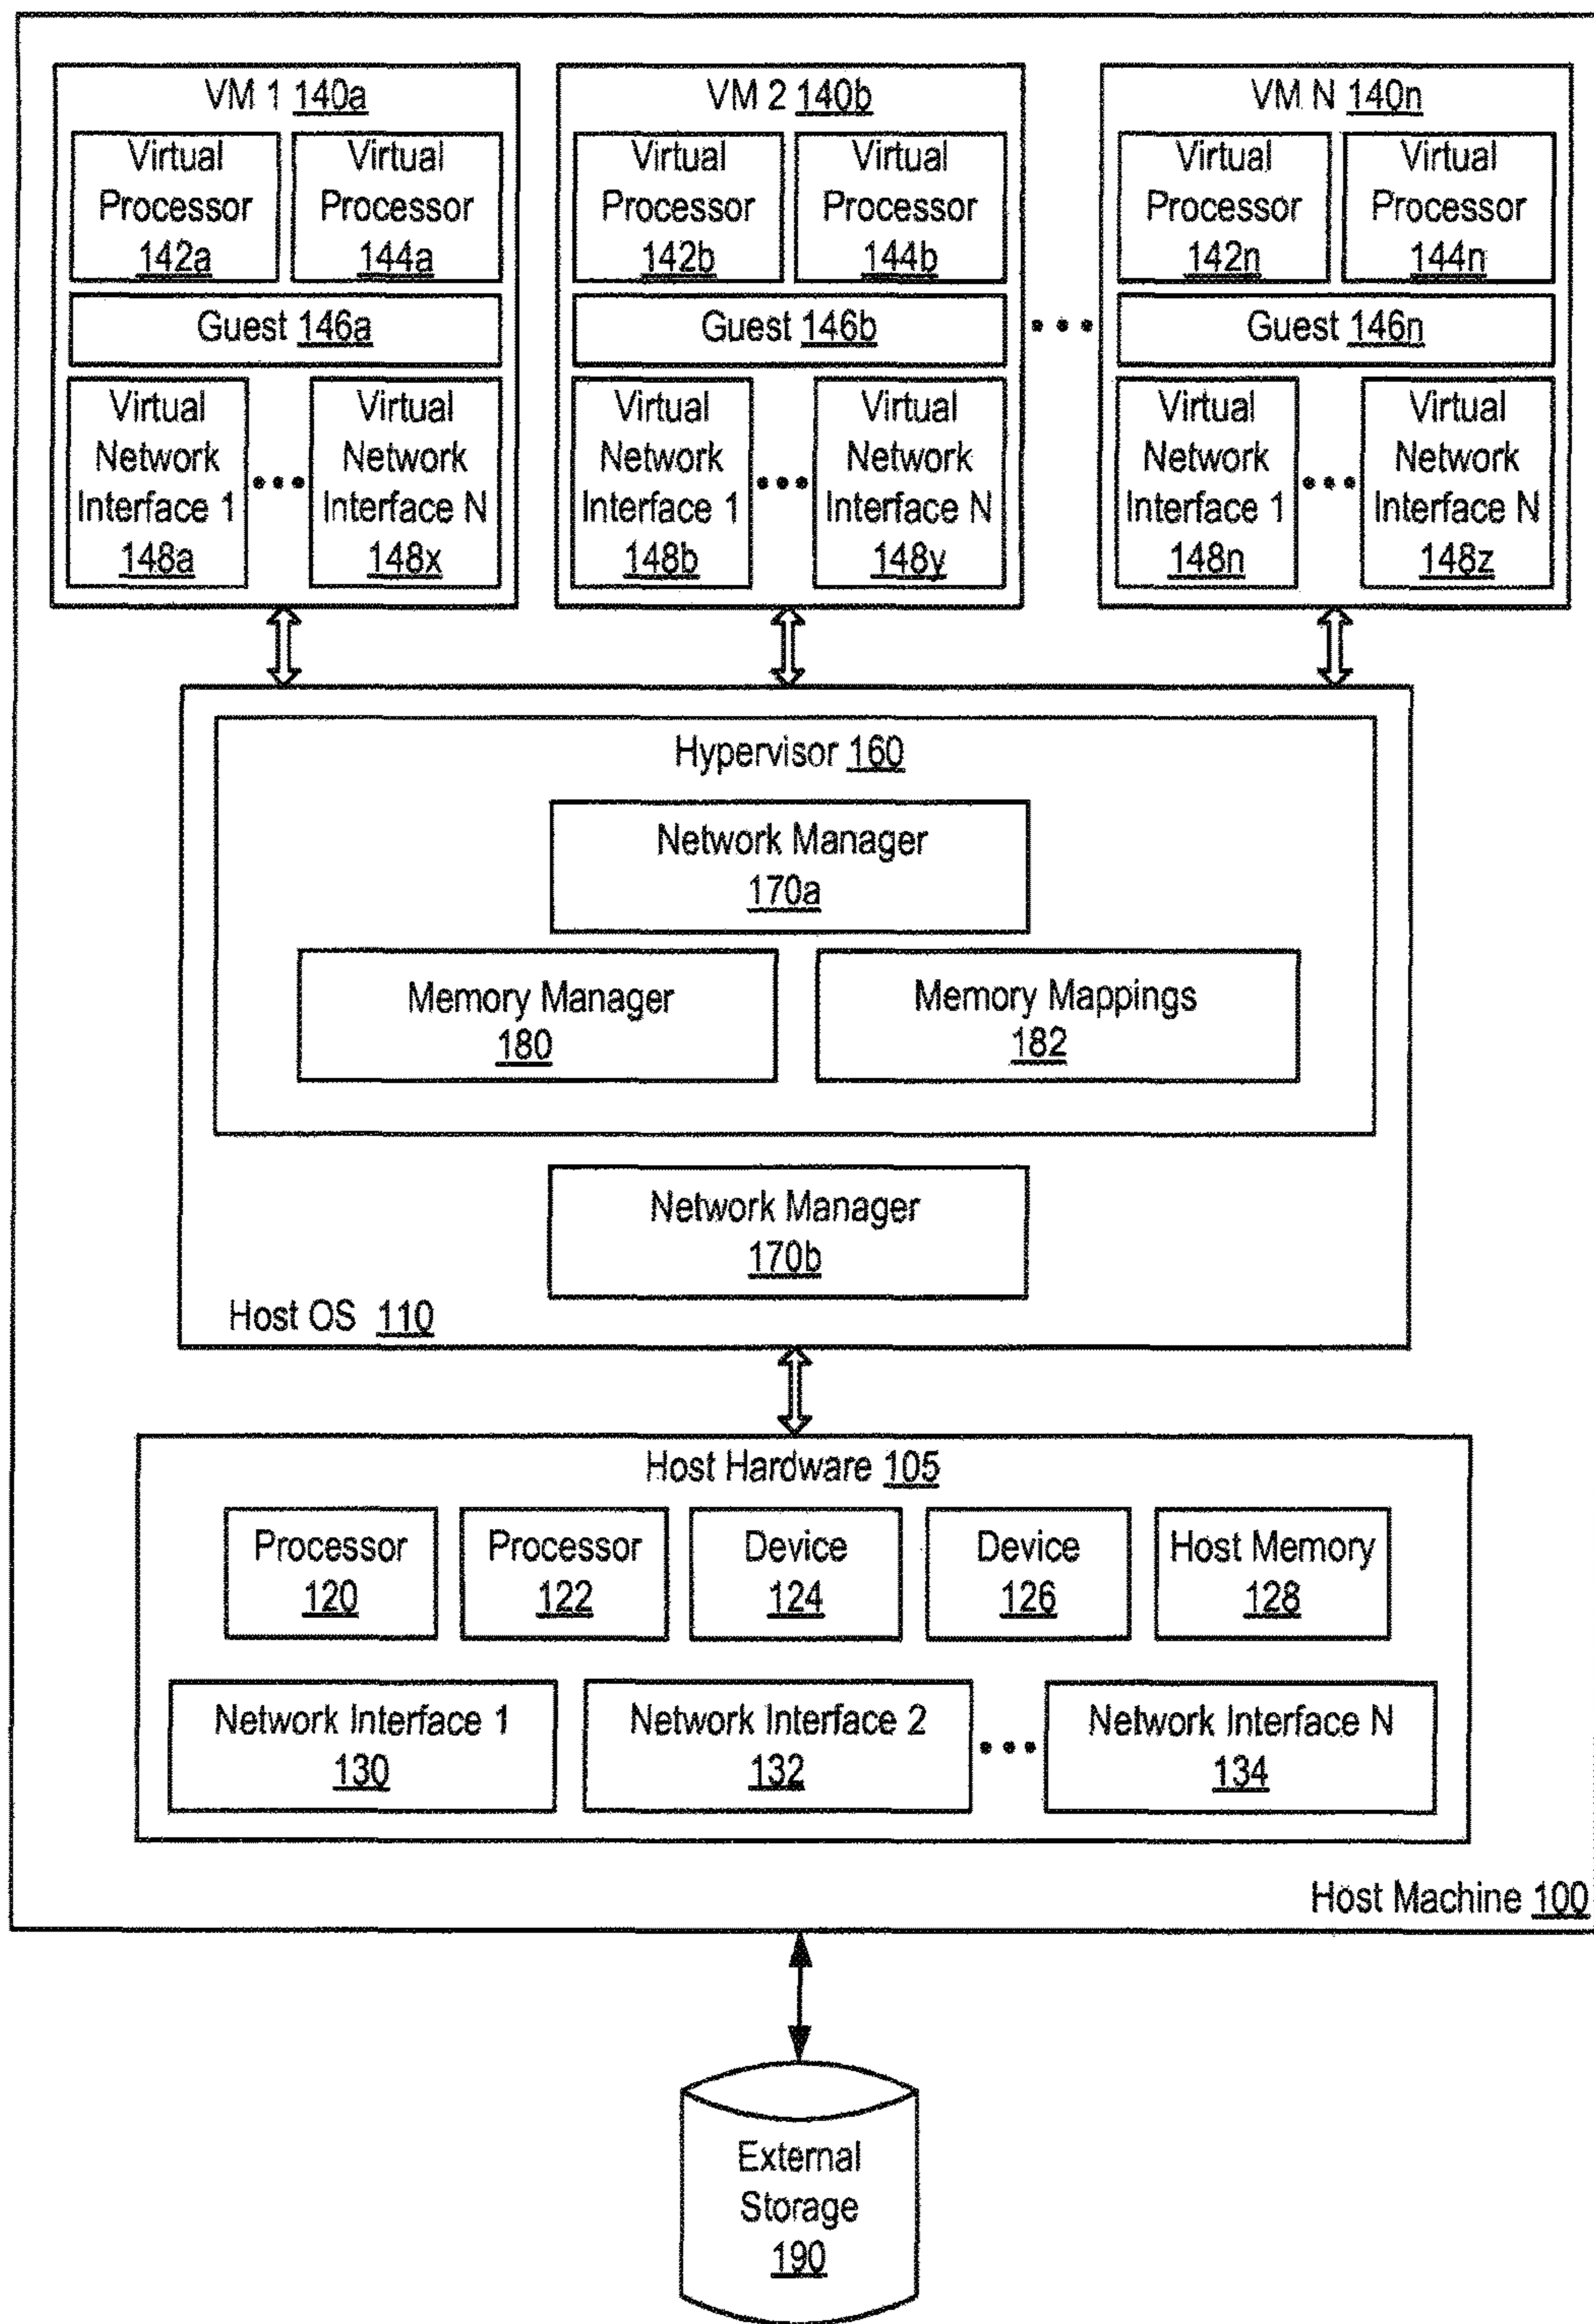 VM 1 140a
Virtual
Processor
142a
Virtual
Processor
144a
Guest 146a
Virtual
Network
Interface 1
148a
•••
Virtual
Network
Interface N
148x
VM 2 140b
Virtual
Processor
142b
Virtual
Processor
144b
Guest 146b
Virtual
Network
Interface 1
148b
•••
Virtual
Network
Interface N
148y
•••
VM N 140n
Virtual
Processor
142n
Virtual
Processor
144n
Guest 146n
Virtual
Network
Interface 1
148n
•••
Virtual
Network
Interface N
148z
Hypervisor 160
Network Manager
170a
Memory Manager
180
Memory Mappings
182
Network Manager
170b
Host OS 110
Host Hardware 105
Processor
120
Processor
122
Device
124
Device
126
Host Memory
128
Network Interface 1
130
Network Interface 2
132
•••
Network Interface N
134
Host Machine 100
External
Storage
190